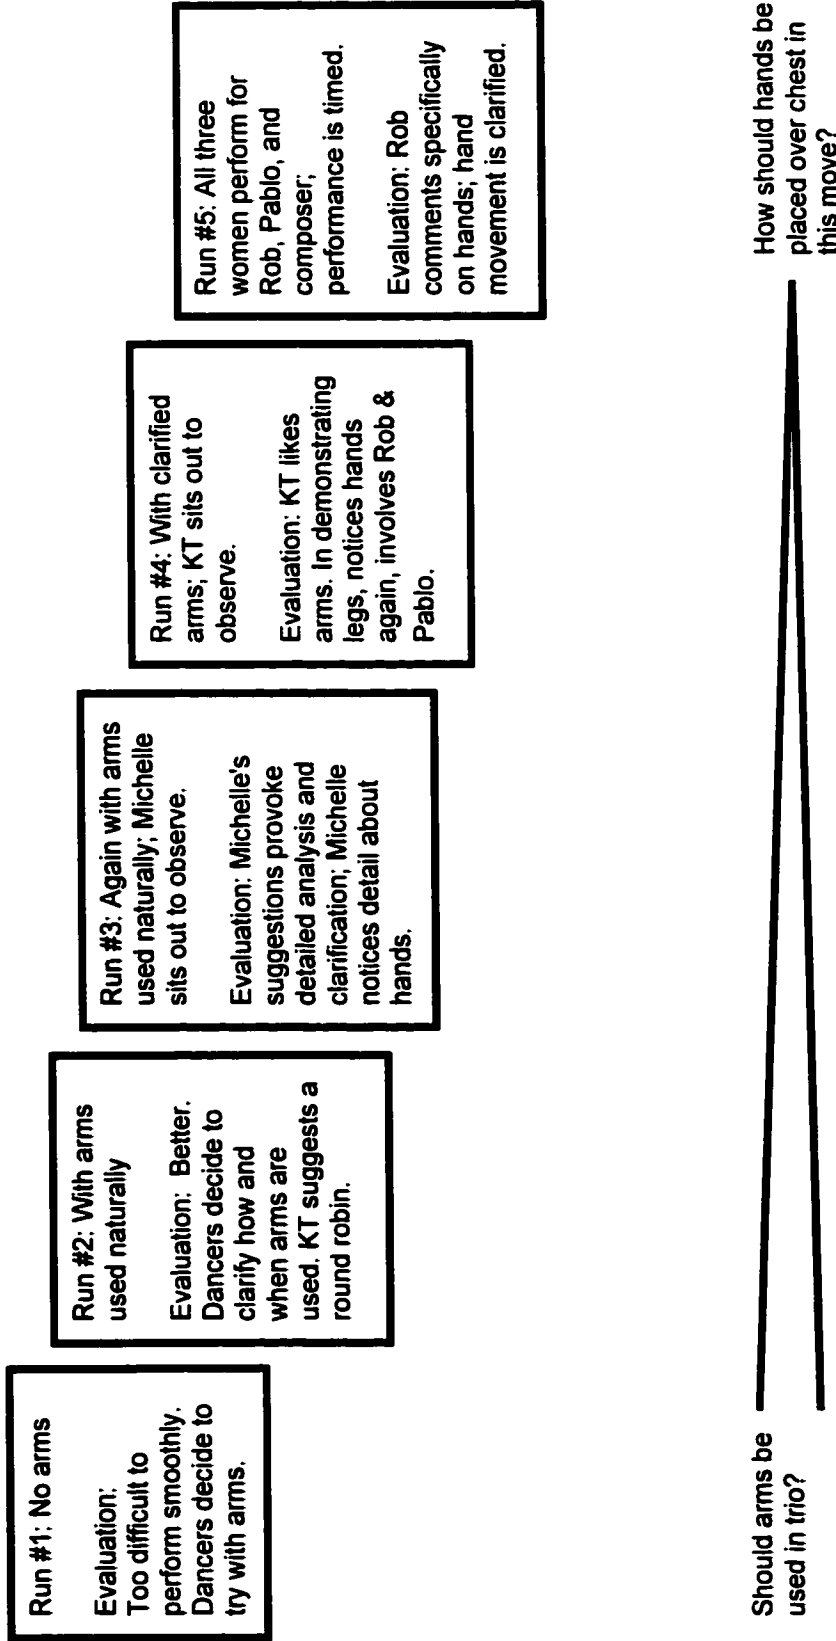 Run #1: No arms
Evaluation:
Too difficult to
perform smoothly.
Dancers decide to
try with arms.
Run #2: With arms
used naturally
Evaluation: Better.
Dancers decide to
clarify how and
when arms are
used. KT suggests a
round robin.
Run #3: Again with arms
used naturally; Michelle
sits out to observe.
Evaluation: Michelle's
suggestions provoke
detailed analysis and
clarification; Michelle
notices detail about
hands.
Run #4: With clarified
arms; KT sits out to
observe.
Evaluation: KT likes
arms. In demonstrating
legs, notices hands
again, involves Rob &
Pablo.
Run #5: All three
women perform for
Rob, Pablo, and
composer;
performance is timed.
Evaluation: Rob
comments specifically
on hands; hand
movement is clarified.
Should arms be
used in trio?
How should hands be
placed over chest in
this move?